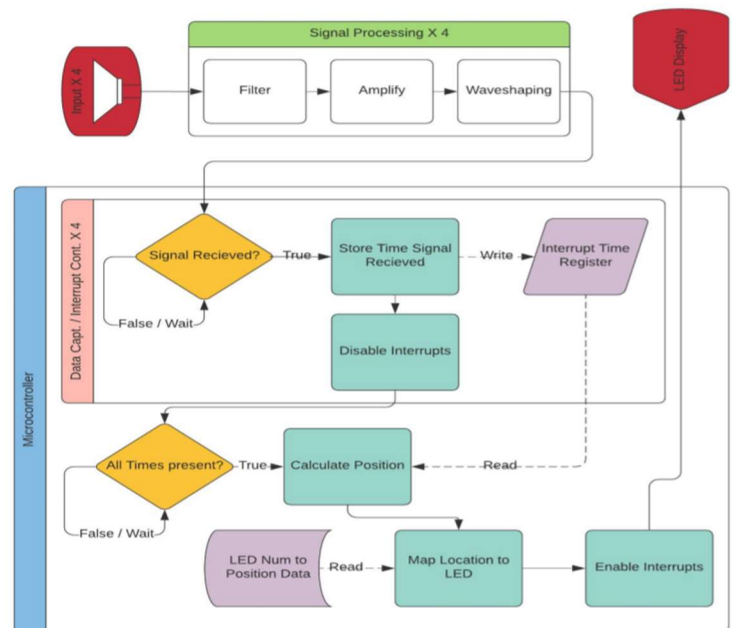 Signal Processing X 4
Input X 4
Filter
Amplify
Waveshaping
LED Display
Microcontroller
Data Capt. / Interrupt Cont. X 4
Signal Recieved?
True
Store Time Signal
Recieved
Write
Interrupt Time
Register
False / Wait
Disable Interrupts
All Times present?
True
Calculate Position
Read
False / Wait
LED Num to
Position Data
Read
Map Location to
LED
Enable Interrupts